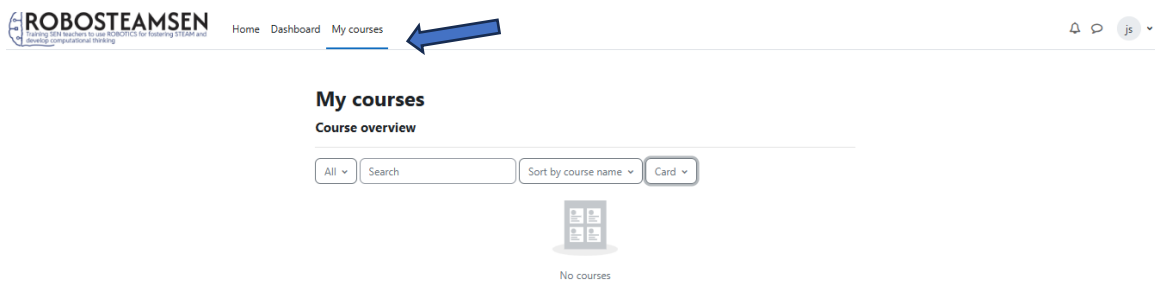 ROBOSTEAMSEN
Training SEN teachers to use ROBOTICS for fostering STEAM and
develop computational thinking
Home Dashboard My courses
js
My courses
Course overview
All Search Sort by course name Card
No courses